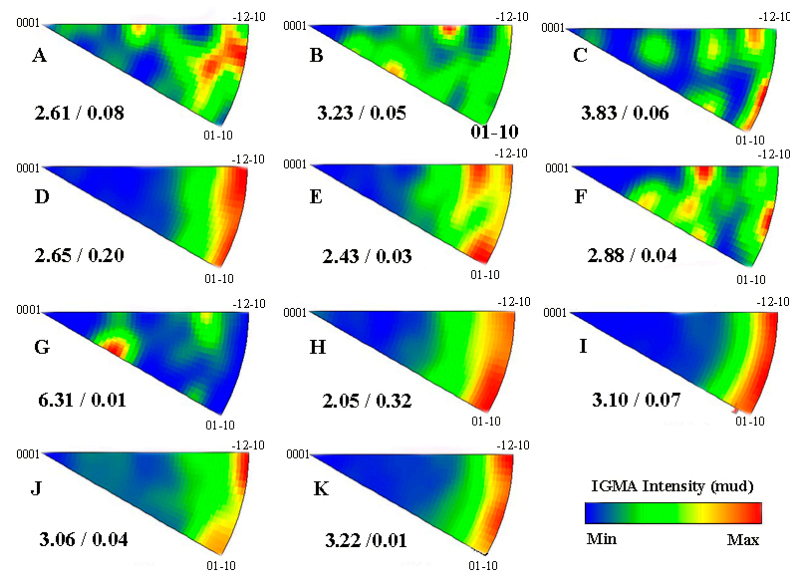 0001 -12-10
A
2.61 / 0.08
01-10
0001 -12-10
B
3.23 / 0.05
01-10
0001 -12-10
C
3.83 / 0.06
01-10
0001 -12-10
D
2.65 / 0.20
01-10
0001 -12-10
E
2.43 / 0.03
01-10
0001 -12-10
F
2.88 / 0.04
01-10
0001 -12-10
G
6.31 / 0.01
01-10
0001 -12-10
H
2.05 / 0.32
01-10
0001 -12-10
I
3.10 / 0.07
01-10
0001 -12-10
J
3.06 / 0.04
01-10
0001 -12-10
K
3.22 /0.01
01-10
IGMA Intensity (mud)
Min Max